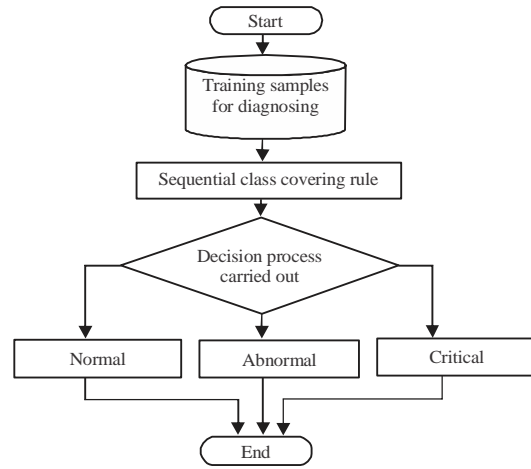 Start
Training samples
for diagnosing
Sequential class covering rule
Decision process
carried out
Normal
Abnormal
Critical
End